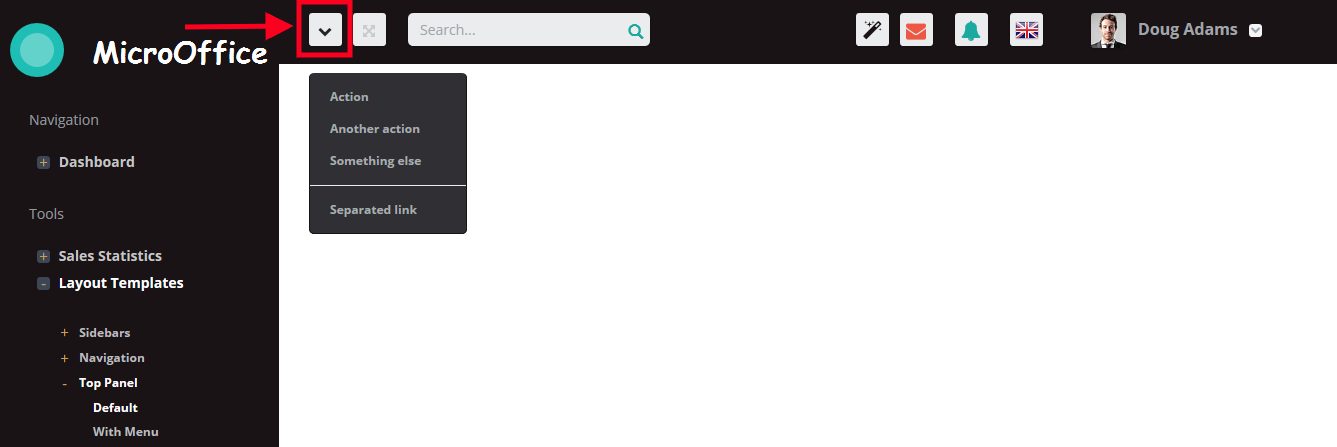 MicroOffice
Search...
Doug Adams
Navigation
Dashboard
Tools
Sales Statistics
Layout Templates
Sidebars
Navigation
Top Panel
Default
With Menu
Action
Another action
Something else
Separated link